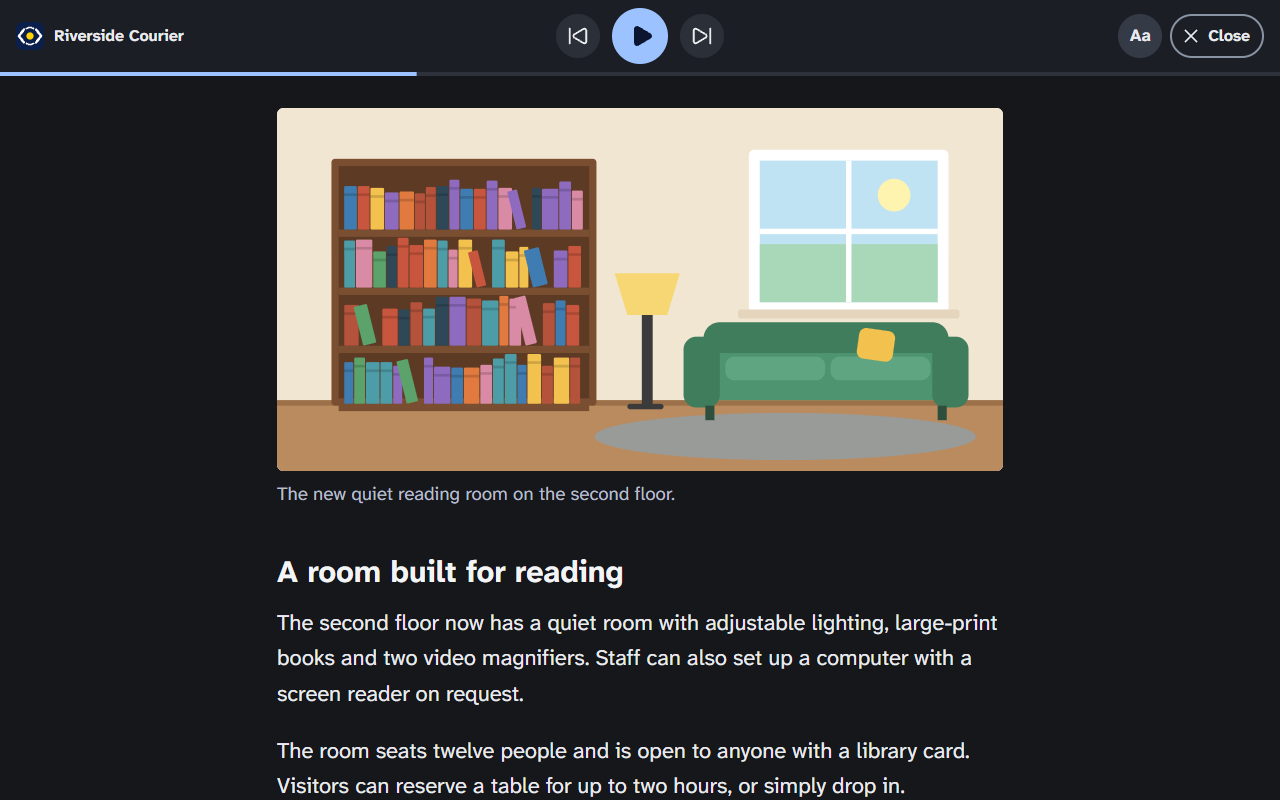 Riverside Courier
Aa
Close
The new quiet reading room on the second floor.
A room built for reading
The second floor now has a quiet room with adjustable lighting, large-print
books and two video magnifiers. Staff can also set up a computer with a
screen reader on request.
The room seats twelve people and is open to anyone with a library card.
Visitors can reserve a table for up to two hours, or simply drop in.